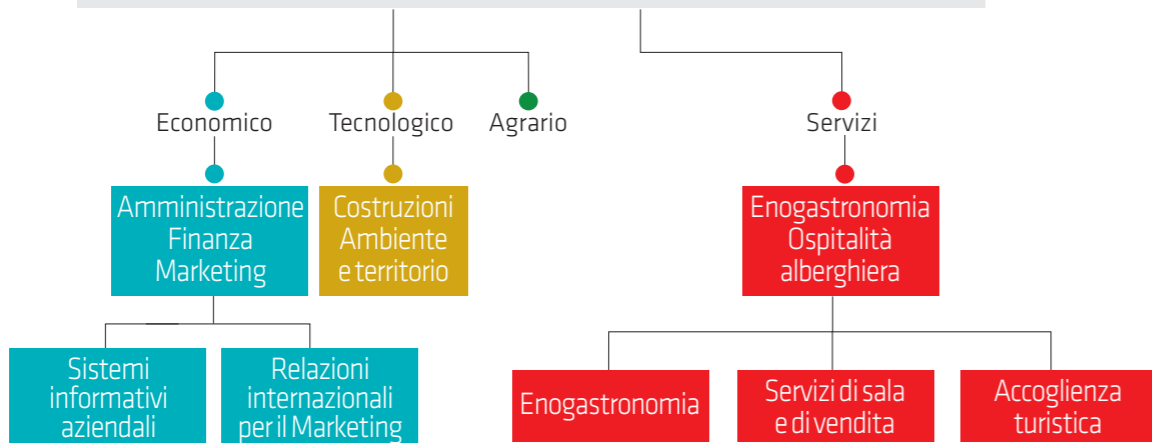 Economico
Tecnologico
Agrario
Servizi
Amministrazione
Finanza
Marketing
Costruzioni
Ambiente
e territorio
Enogastronomia
Ospitalità
alberghiera
Sistemi
informativi
aziendali
Relazioni
internazionali
per il Marketing
Enogastronomia
Servizi di sala
e di vendita
Accoglienza
turistica